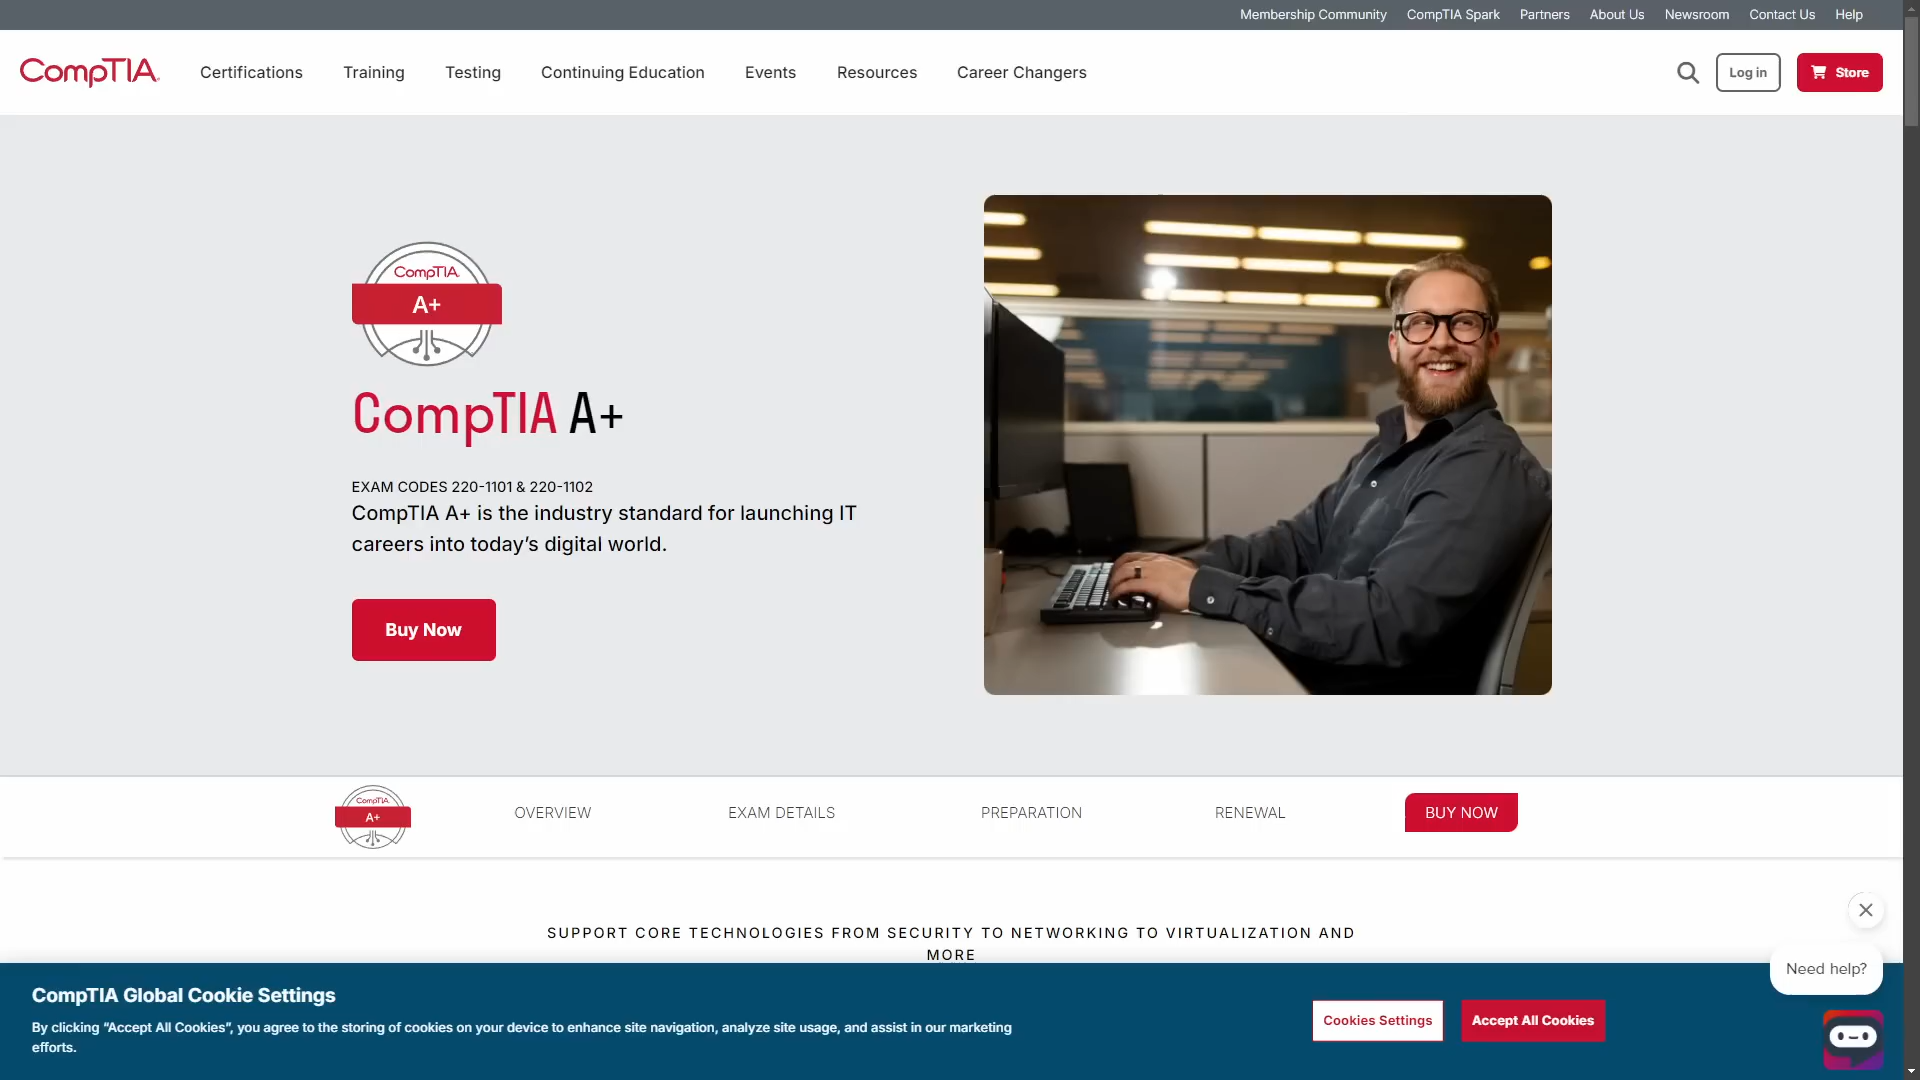 Membership Community CompTIA Spark Partners About Us Newsroom Contact Us Help
CompTIA. Certifications Training Testing Continuing Education Events Resources Career Changers Log in Store
CompTIA.
A+
CompTIA A+
EXAM CODES 220-1101 & 220-1102
CompTIA A+ is the industry standard for launching IT
careers into today’s digital world.
Buy Now
CompTIA.
A+
OVERVIEW EXAM DETAILS PREPARATION RENEWAL BUY NOW
SUPPORT CORE TECHNOLOGIES FROM SECURITY TO NETWORKING TO VIRTUALIZATION AND
MORE
Need help?
CompTIA Global Cookie Settings
By clicking “Accept All Cookies”, you agree to the storing of cookies on your device to enhance site navigation, analyze site usage, and assist in our marketing
efforts.
Cookies Settings Accept All Cookies